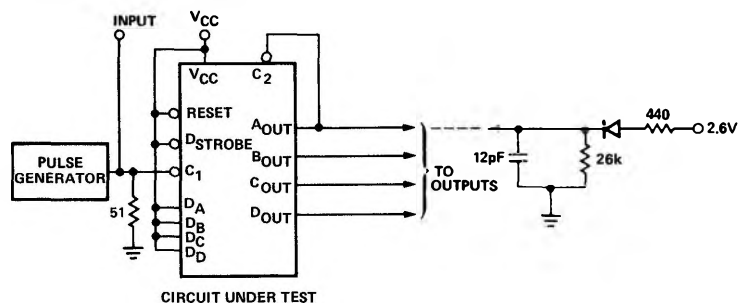 INPUT
VCC
VCC
C2
RESET
DSTROBE
PULSE
GENERATOR
C1
51
DA
DB
DC
DD
AOUT
BOUT
COUT
DOUT
TO
OUTPUTS
12pF
26k
440
2.6V
CIRCUIT UNDER TEST